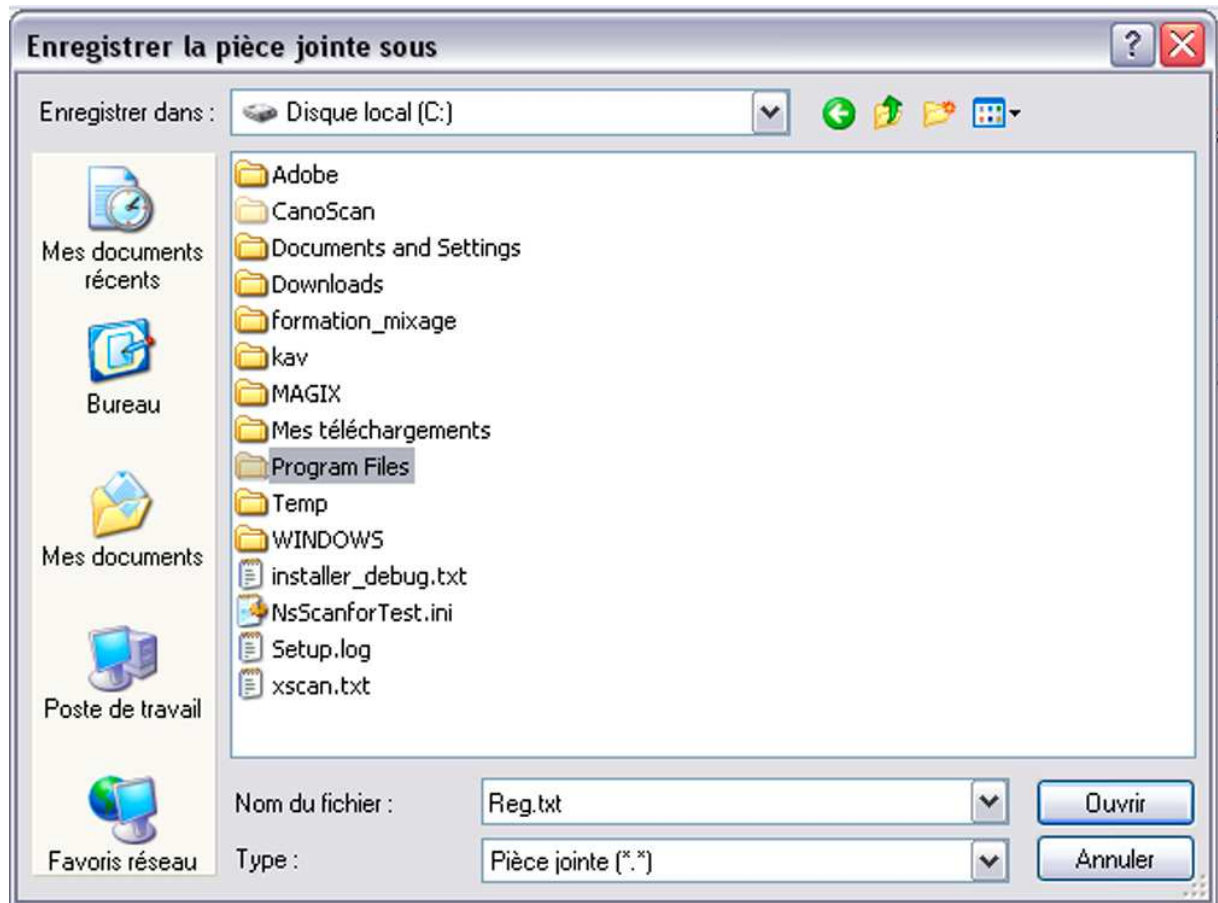 Enregistrer la pièce jointe sous
Enregistrer dans :
Disque local (C:)
Mes documents
récents
Bureau
Mes documents
Poste de travail
Favoris réseau
Adobe
CanoScan
Documents and Settings
Downloads
formation_mixage
kav
MAGIX
Mes téléchargements
Program Files
Temp
WINDOWS
installer_debug.txt
NsScanforTest.ini
Setup.log
xscan.txt
Nom du fichier :
Reg.txt
Ouvrir
Type :
Pièce jointe (*.*)
Annuler